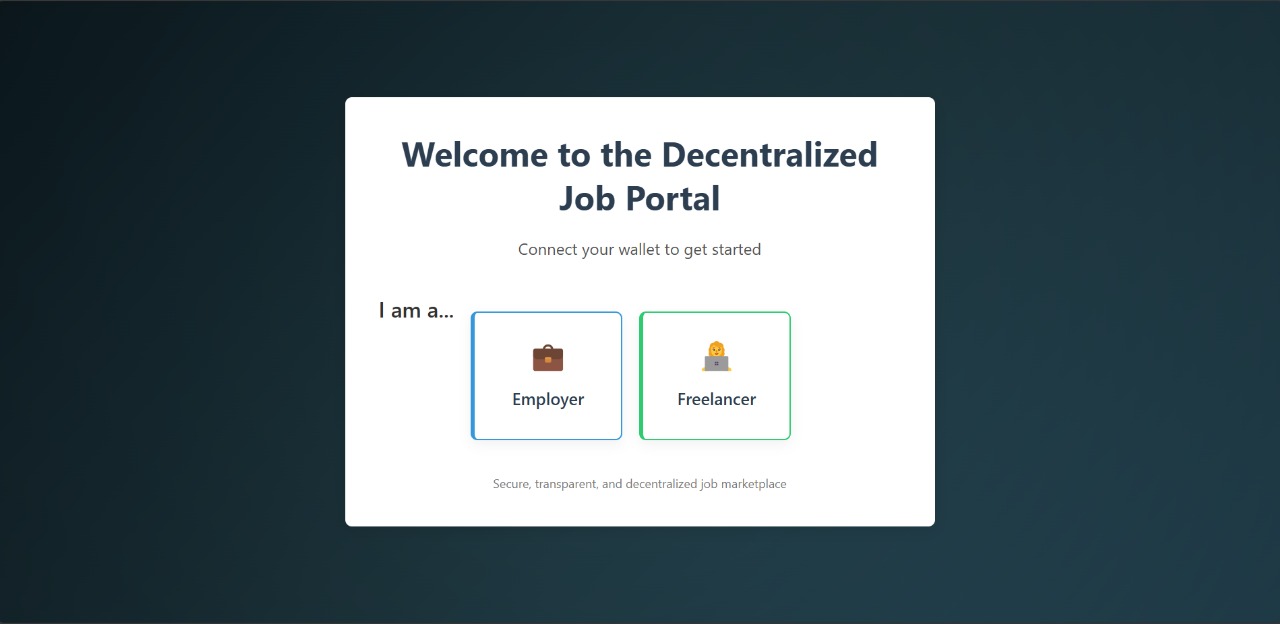 Welcome to the Decentralized
Job Portal
Connect your wallet to get started
I am a...
Employer
Freelancer
Secure, transparent, and decentralized job marketplace